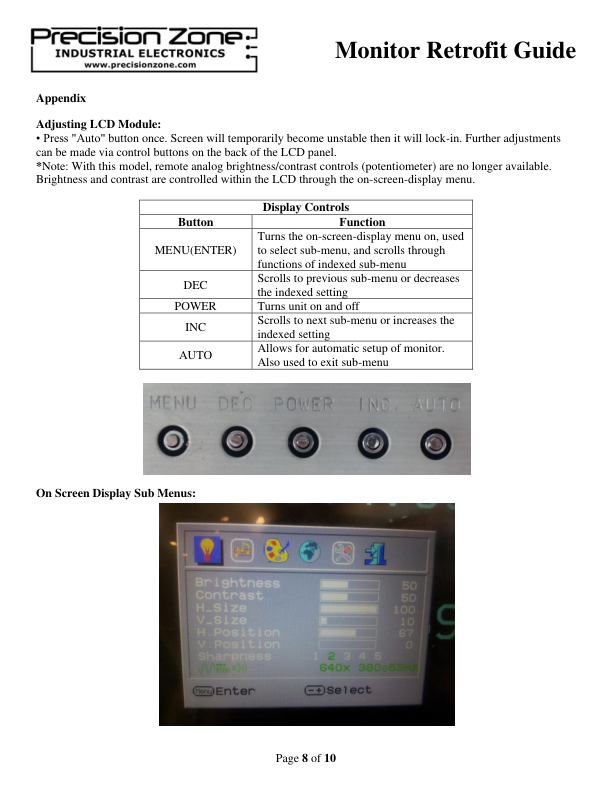 Precision Zone
INDUSTRIAL ELECTRONICS
www.precisionzone.com
Monitor Retrofit Guide
Appendix
Adjusting LCD Module:
• Press "Auto" button once. Screen will temporarily become unstable then it will lock-in. Further adjustments
can be made via control buttons on the back of the LCD panel.
*Note: With this model, remote analog brightness/contrast controls (potentiometer) are no longer available.
Brightness and contrast are controlled within the LCD through the on-screen-display menu.
Display Controls
Button Function
MENU(ENTER) Turns the on-screen-display menu on, used
to select sub-menu, and scrolls through
functions of indexed sub-menu
DEC Scrolls to previous sub-menu or decreases
the indexed setting
POWER Turns unit on and off
INC Scrolls to next sub-menu or increases the
indexed setting
AUTO Allows for automatic setup of monitor.
Also used to exit sub-menu
MENU DEC POWER INC. AUTO
On Screen Display Sub Menus:
Brightness 50
Contrast 50
H_Size 100
V_Size 10
H.Position 67
V.Position 0
Sharpness 1 2 3 4 5
640x 380@
Menu Enter -+ Select
Page 8 of 10